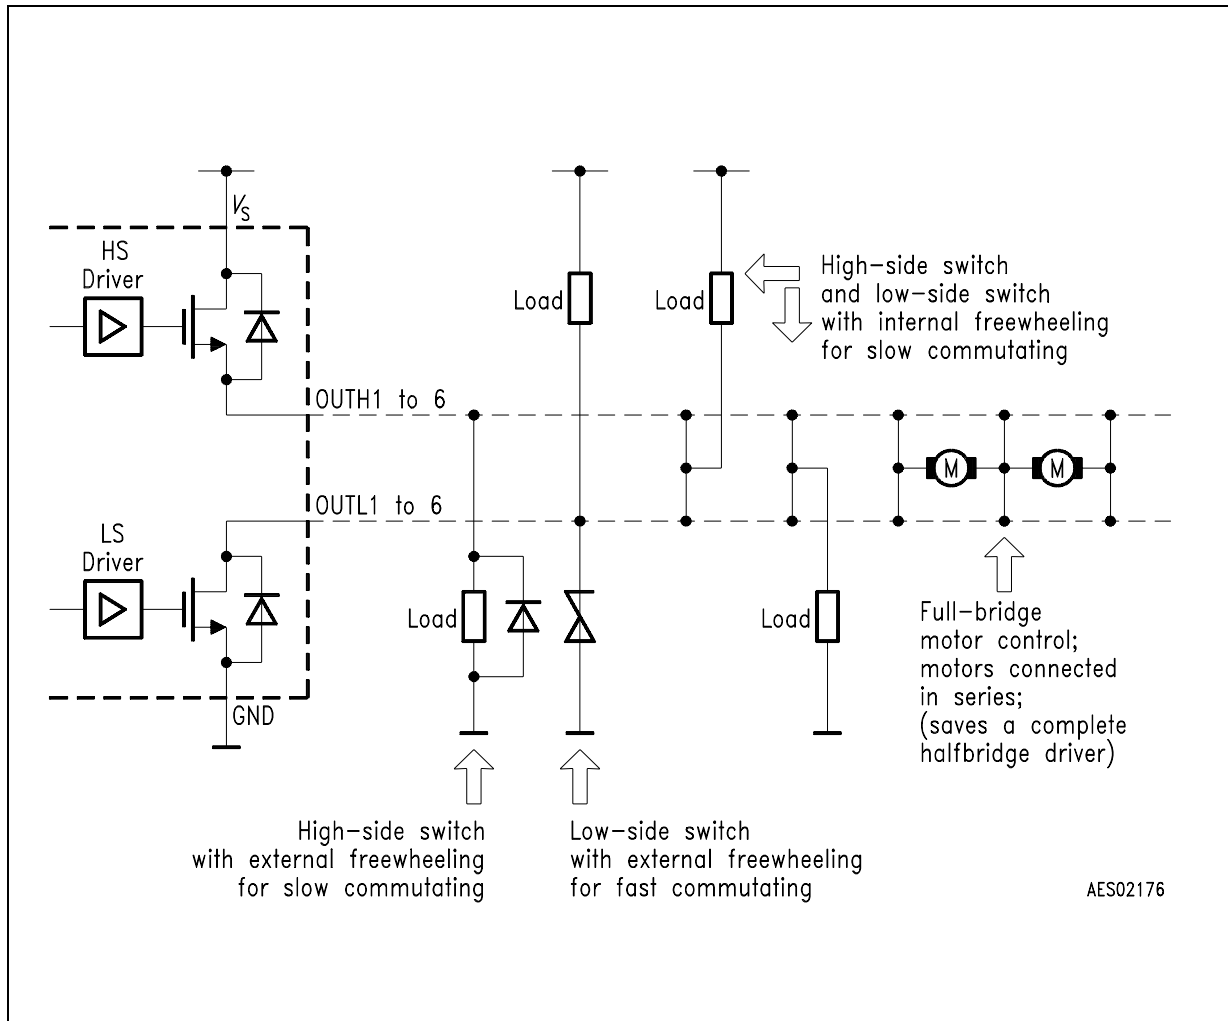 V_S
HS
Driver
Load
Load
High-side switch
and low-side switch
with internal freewheeling
for slow commutating
OUTH1 to 6
M
M
OUTL1 to 6
LS
Driver
Load
Load
Full-bridge
motor control;
motors connected
in series;
(saves a complete
halfbridge driver)
GND
High-side switch
with external freewheeling
for slow commutating
Low-side switch
with external freewheeling
for fast commutating
AES02176